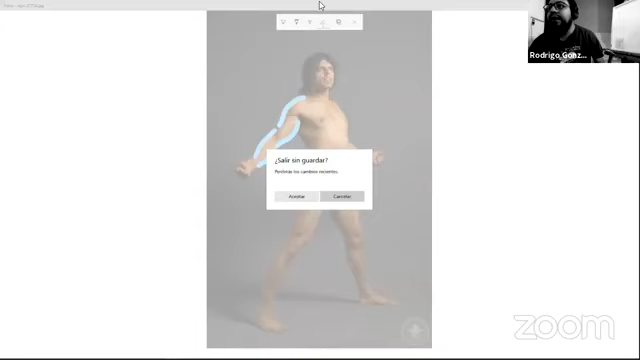 Rodrigo Gonz...
¿Salir sin guardar?
Perderás los cambios recientes.
Aceptar
Cancelar
zoom